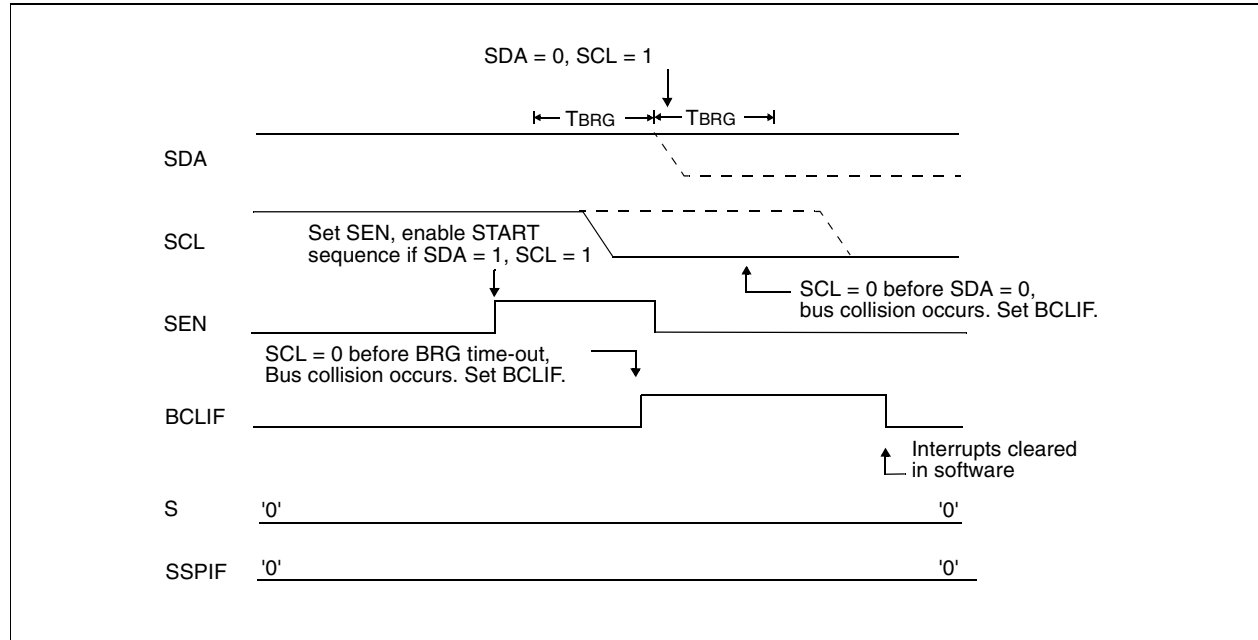 SDA = 0, SCL = 1
TBRG TBRG
SDA
SCL
Set SEN, enable START
sequence if SDA = 1, SCL = 1
SCL = 0 before SDA = 0,
bus collision occurs. Set BCLIF.
SEN
SCL = 0 before BRG time-out,
Bus collision occurs. Set BCLIF.
BCLIF
Interrupts cleared
in software
S '0' '0'
SSPIF '0' '0'